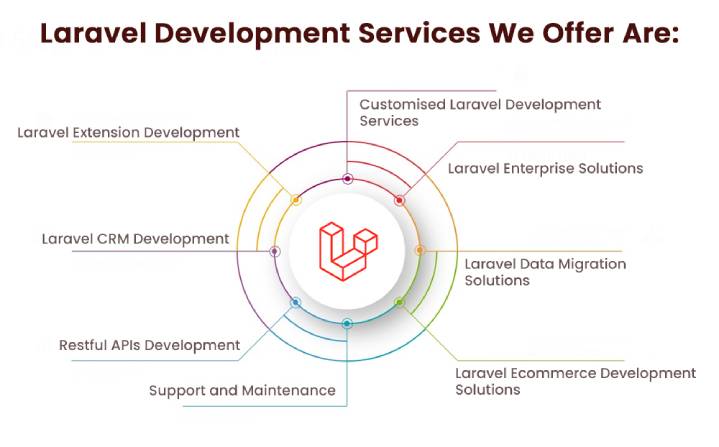 Laravel Development Services We Offer Are:
Customised Laravel Development
Services
Laravel Extension Development
Laravel Enterprise Solutions
Laravel CRM Development
Laravel Data Migration
Solutions
Restful APIs Development
Laravel Ecommerce Development
Solutions
Support and Maintenance